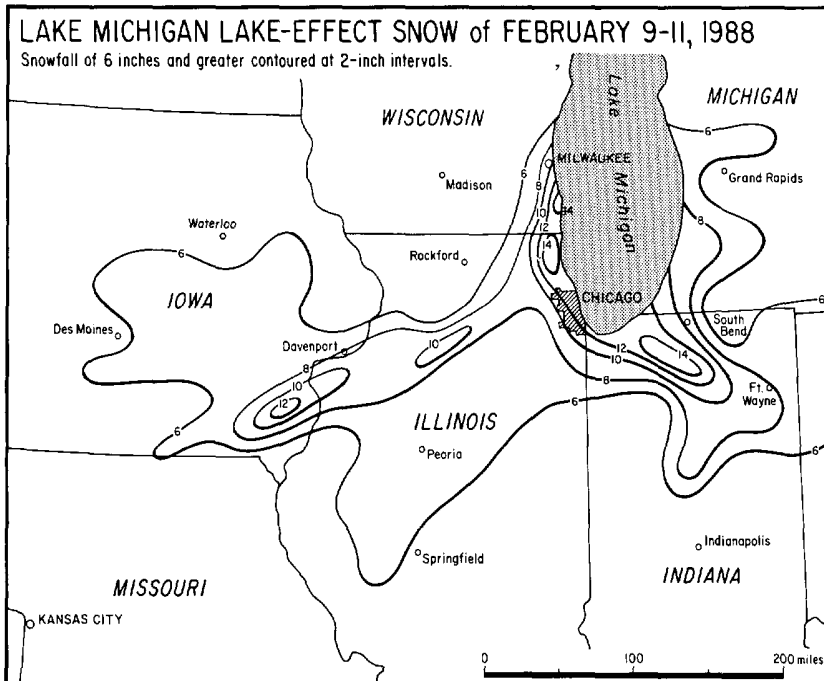 LAKE MICHIGAN LAKE-EFFECT SNOW of FEBRUARY 9-11, 1988
Snowfall of 6 inches and greater contoured at 2-inch intervals.
WISCONSIN
Lake Michigan
MICHIGAN
6
MILWAUKEE
6
Madison
8
Grand Rapids
10
14
12
8
Waterloo
6
14
Rockford
IOWA
CHICAGO
6
South
Bend
Des Moines
Davenport
10
12
14
10
8
8
10
Ft.
Wayne
12
6
ILLINOIS
6
Peoria
6
Indianapolis
Springfield
MISSOURI
INDIANA
KANSAS CITY
0
100
200 miles